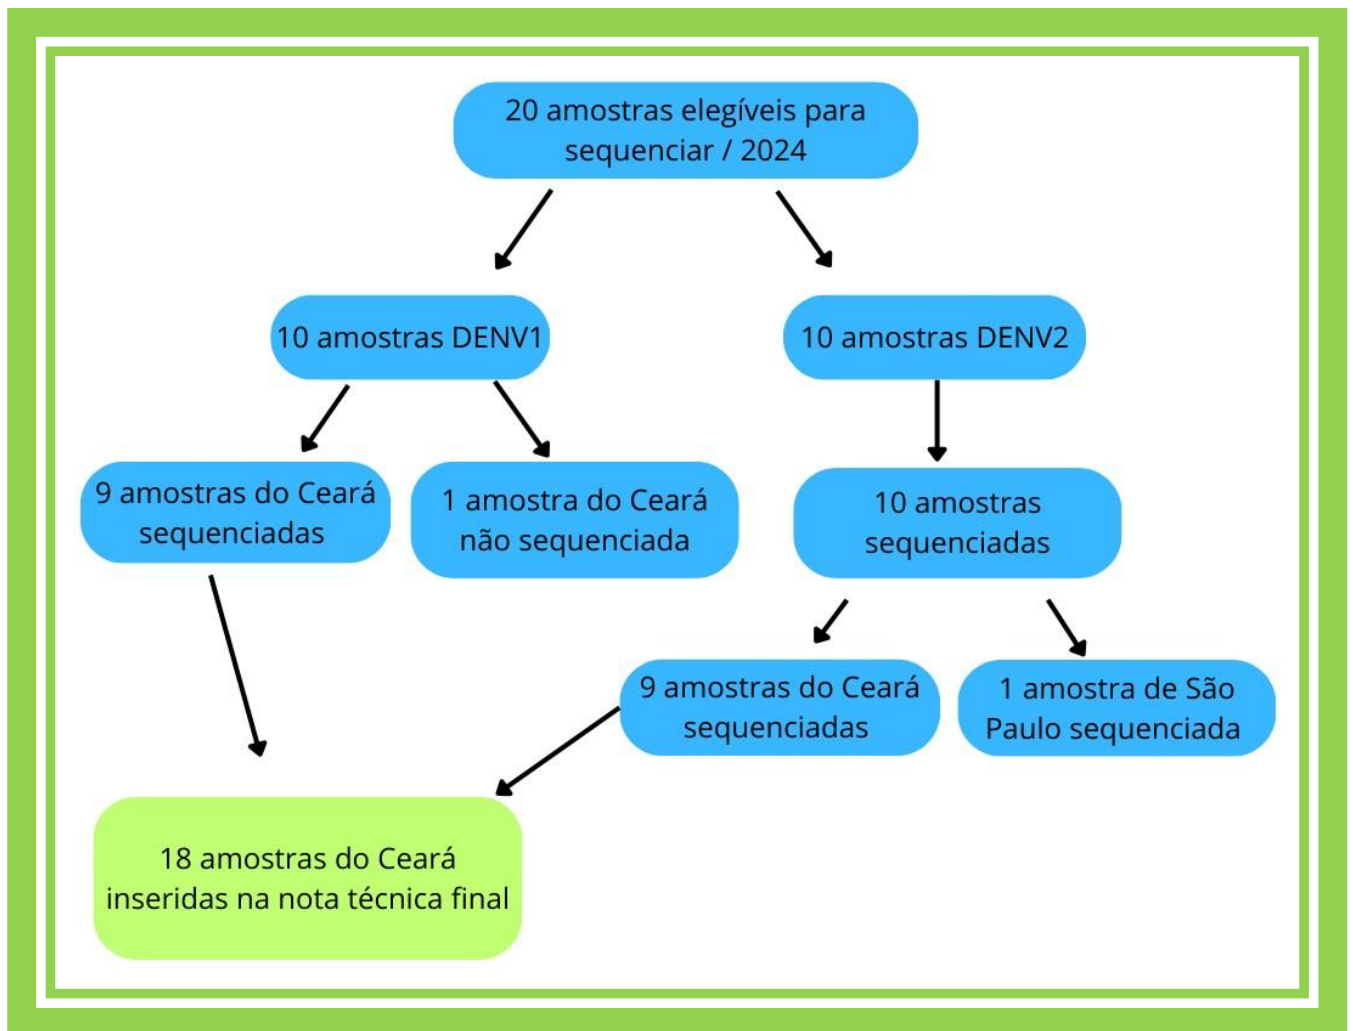 20 amostras elegíveis para
sequenciar / 2024
10 amostras DENV1
10 amostras DENV2
9 amostras do Ceará
sequenciadas
1 amostra do Ceará
não sequenciada
10 amostras
sequenciadas
9 amostras do Ceará
sequenciadas
1 amostra de São
Paulo sequenciada
18 amostras do Ceará
inseridas na nota técnica final